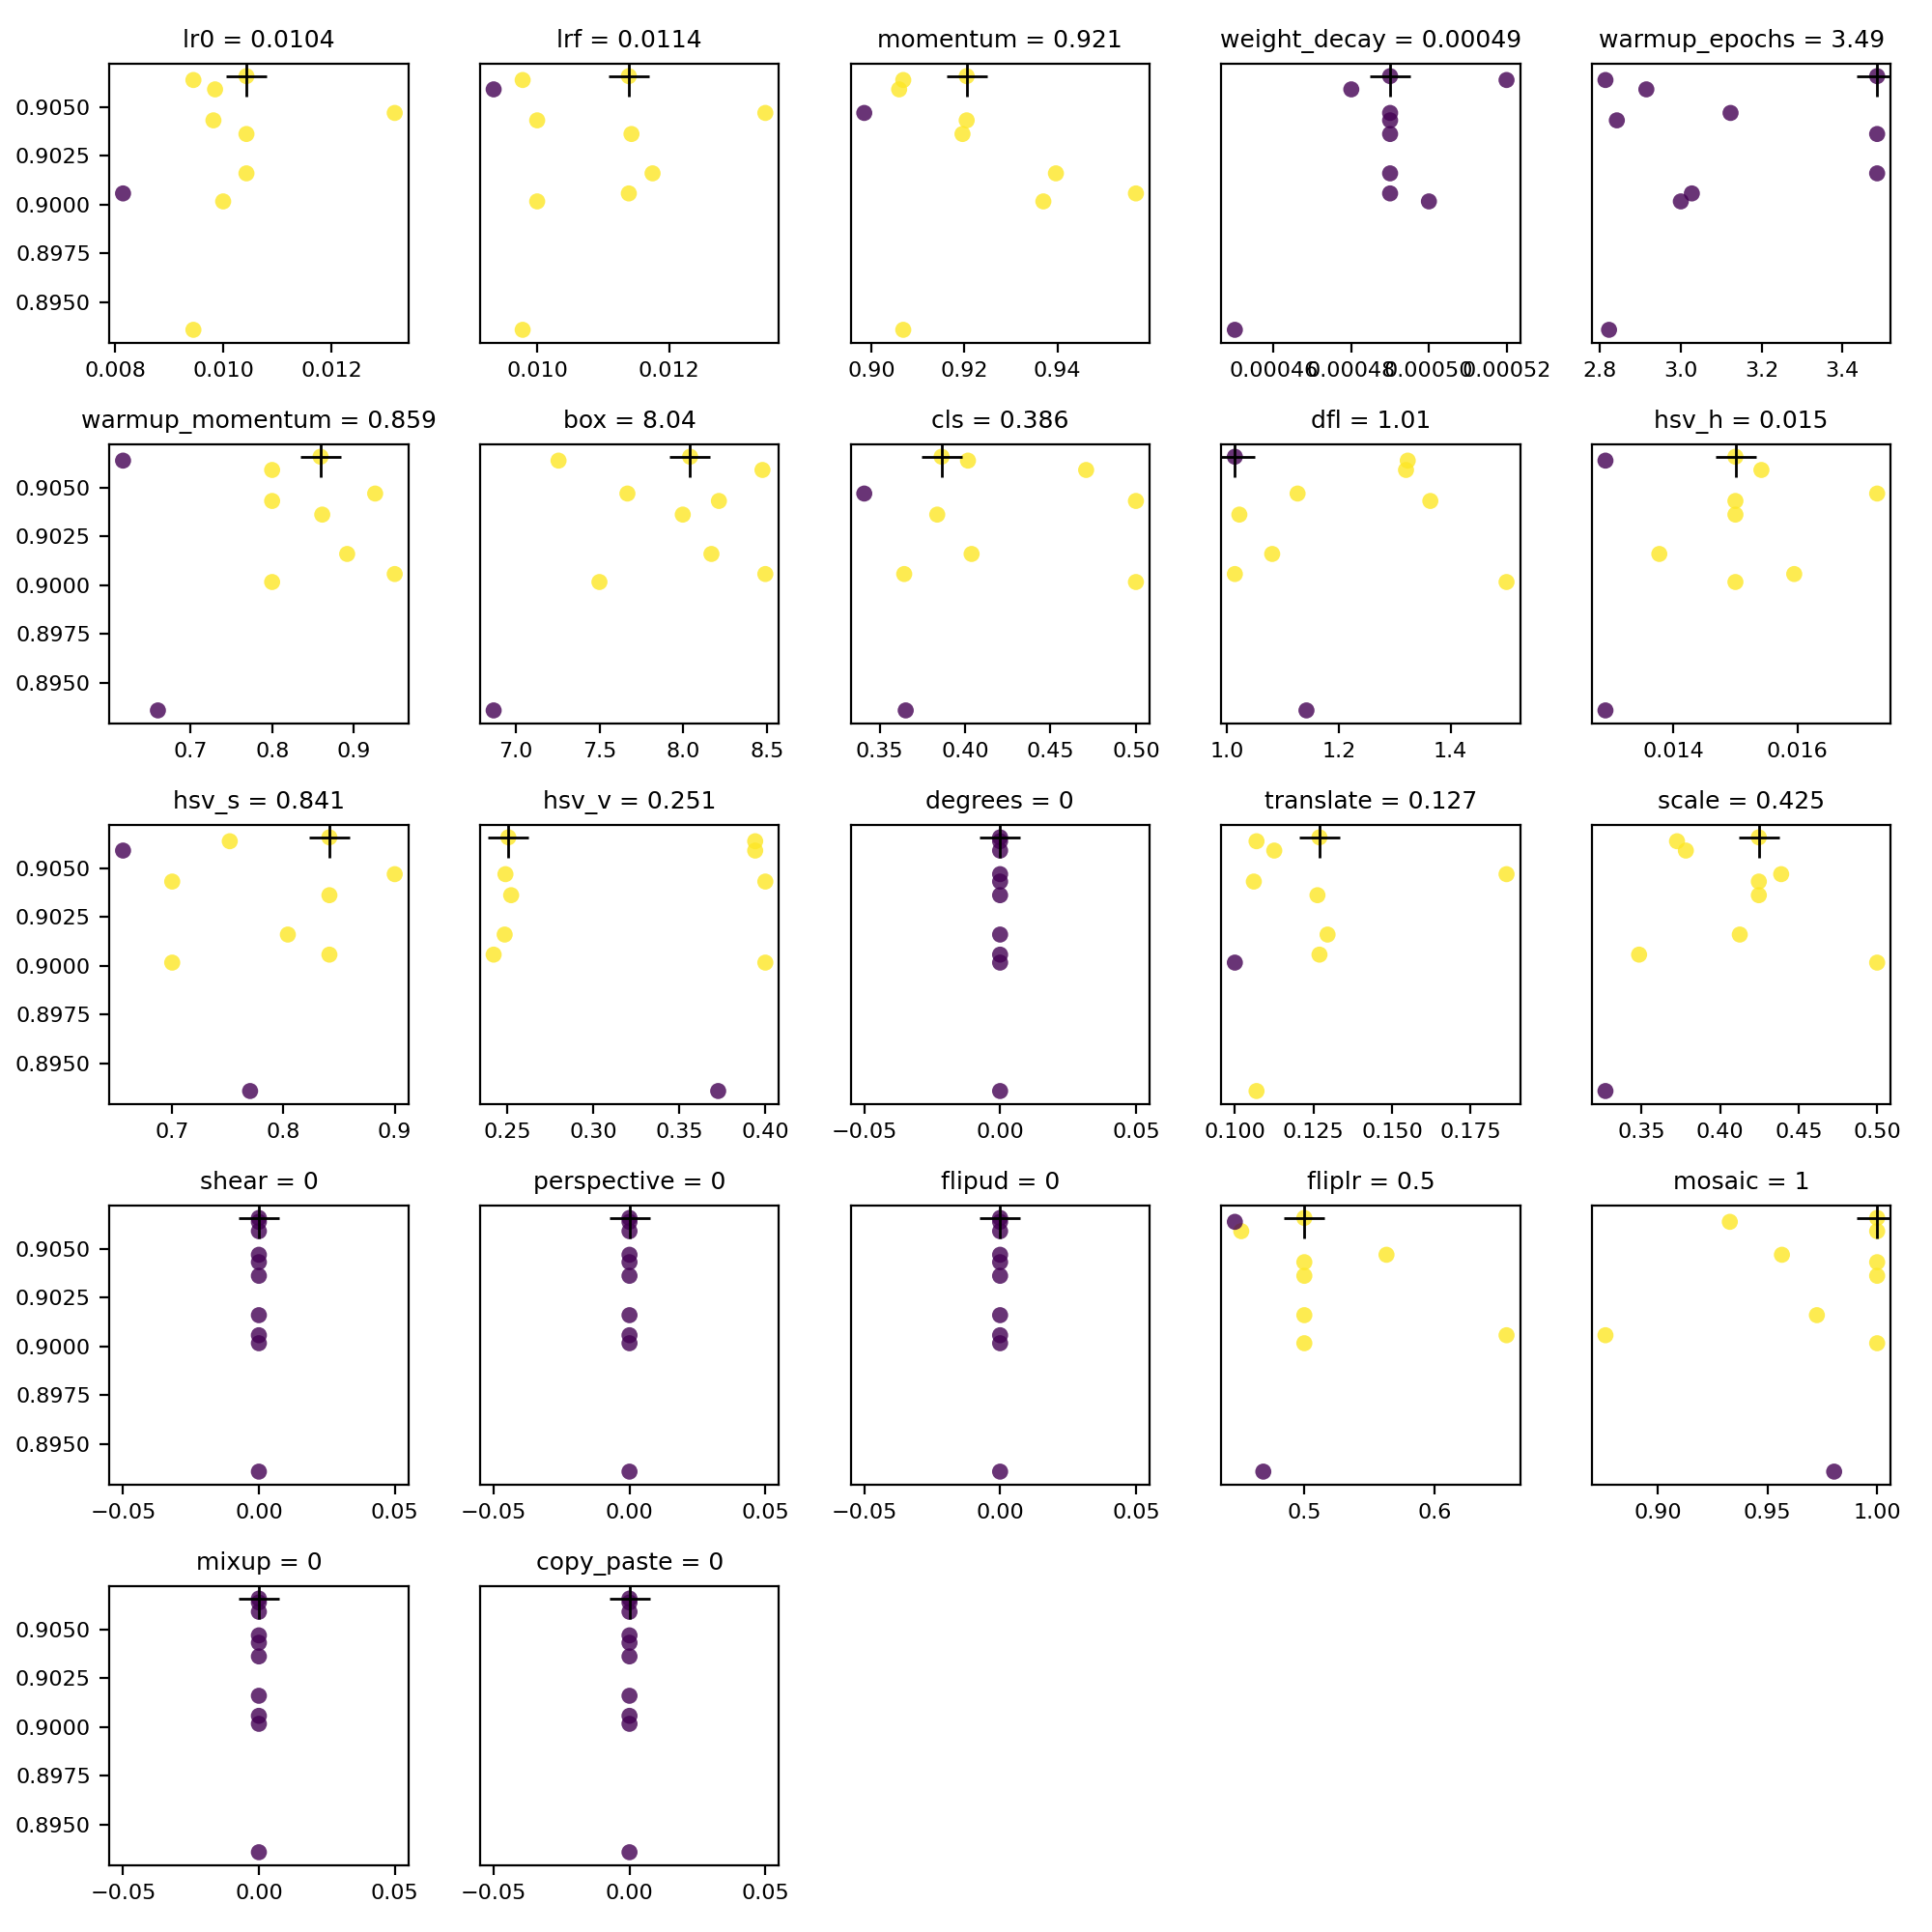 lr0 = 0.0104 lrf = 0.0114 momentum = 0.921 weight_decay = 0.00049 warmup_epochs = 3.49
0.9050
0.9025
0.9000
0.8975
0.8950
0.008 0.010 0.012 0.010 0.012 0.90 0.92 0.94 0.00046 0.00048 0.00050 0.00052 2.8 3.0 3.2 3.4
warmup_momentum = 0.859 box = 8.04 cls = 0.386 dfl = 1.01 hsv_h = 0.015
0.9050
0.9025
0.9000
0.8975
0.8950
0.7 0.8 0.9 7.0 7.5 8.0 8.5 0.35 0.40 0.45 0.50 1.0 1.2 1.4 0.014 0.016
hsv_s = 0.841 hsv_v = 0.251 degrees = 0 translate = 0.127 scale = 0.425
0.9050
0.9025
0.9000
0.8975
0.8950
0.7 0.8 0.9 0.25 0.30 0.35 0.40 −0.05 0.00 0.05 0.100 0.125 0.150 0.175 0.35 0.40 0.45 0.50
shear = 0 perspective = 0 flipud = 0 fliplr = 0.5 mosaic = 1
0.9050
0.9025
0.9000
0.8975
0.8950
−0.05 0.00 0.05 −0.05 0.00 0.05 −0.05 0.00 0.05 0.5 0.6 0.90 0.95 1.00
mixup = 0 copy_paste = 0
0.9050
0.9025
0.9000
0.8975
0.8950
−0.05 0.00 0.05 −0.05 0.00 0.05